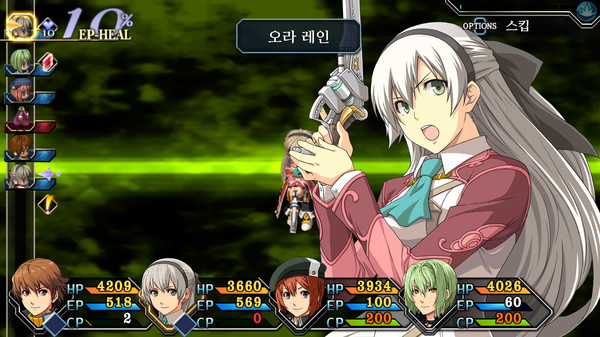 10%
EP-HEAL
10
오라 레인
OPTIONS 스킵
HP 4209
EP 518
CP 2
HP 3660
EP 569
CP 0
HP 3934
EP 100
CP 200
HP 4026
EP 60
CP 200